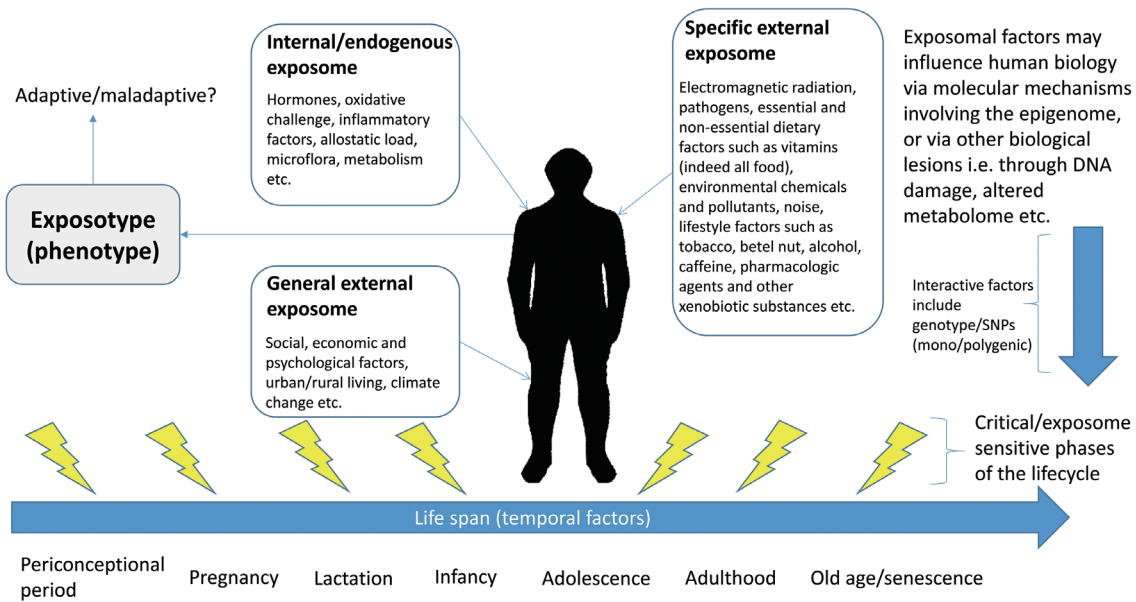 Adaptive/maladaptive?
Exposotype
(phenotype)
Internal/endogenous
exposome
Hormones, oxidative
challenge, inflammatory
factors, allostatic load,
microflora, metabolism
etc.
General external
exposome
Social, economic and
psychological factors,
urban/rural living, climate
change etc.
Specific external
exposome
Electromagnetic radiation,
pathogens, essential and
non-essential dietary
factors such as vitamins
(indeed all food),
environmental chemicals
and pollutants, noise,
lifestyle factors such as
tobacco, betel nut, alcohol,
caffeine, pharmacologic
agents and other
xenobiotic substances etc.
Exposomal factors may
influence human biology
via molecular mechanisms
involving the epigenome,
or via other biological
lesions i.e. through DNA
damage, altered
metabolome etc.
Interactive factors
include
genotype/SNPs
(mono/polygenic)
Critical/exposome
sensitive phases
of the lifecycle
Life span (temporal factors)
Periconceptional
period
Pregnancy
Lactation
Infancy
Adolescence
Adulthood
Old age/senescence